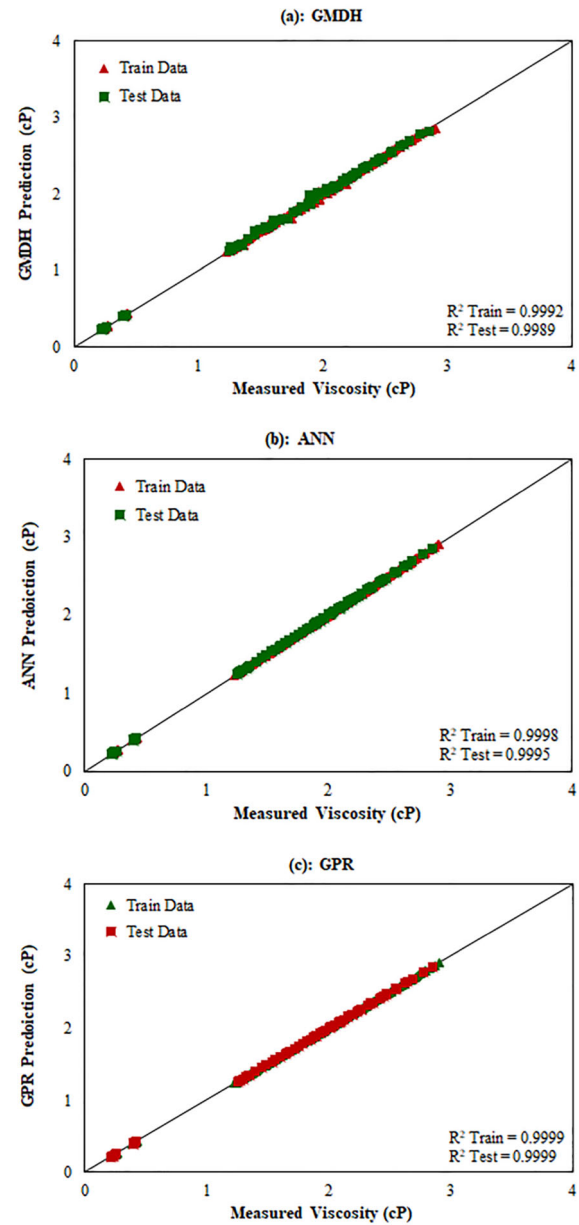 (a): GMDH
4
3
2
1
0
GMDH Prediction (cP)
Train Data
Test Data
R² Train = 0.9992
R² Test = 0.9989
0 1 2 3 4
Measured Viscosity (cP)
(b): ANN
4
3
2
1
0
ANN Predoiction (cP)
Train Data
Test Data
R² Train = 0.9998
R² Test = 0.9995
0 1 2 3 4
Measured Viscosity (cP)
(c): GPR
4
3
2
1
0
GPR Predoiction (cP)
Train Data
Test Data
R² Train = 0.9999
R² Test = 0.9999
0 1 2 3 4
Measured Viscosity (cP)